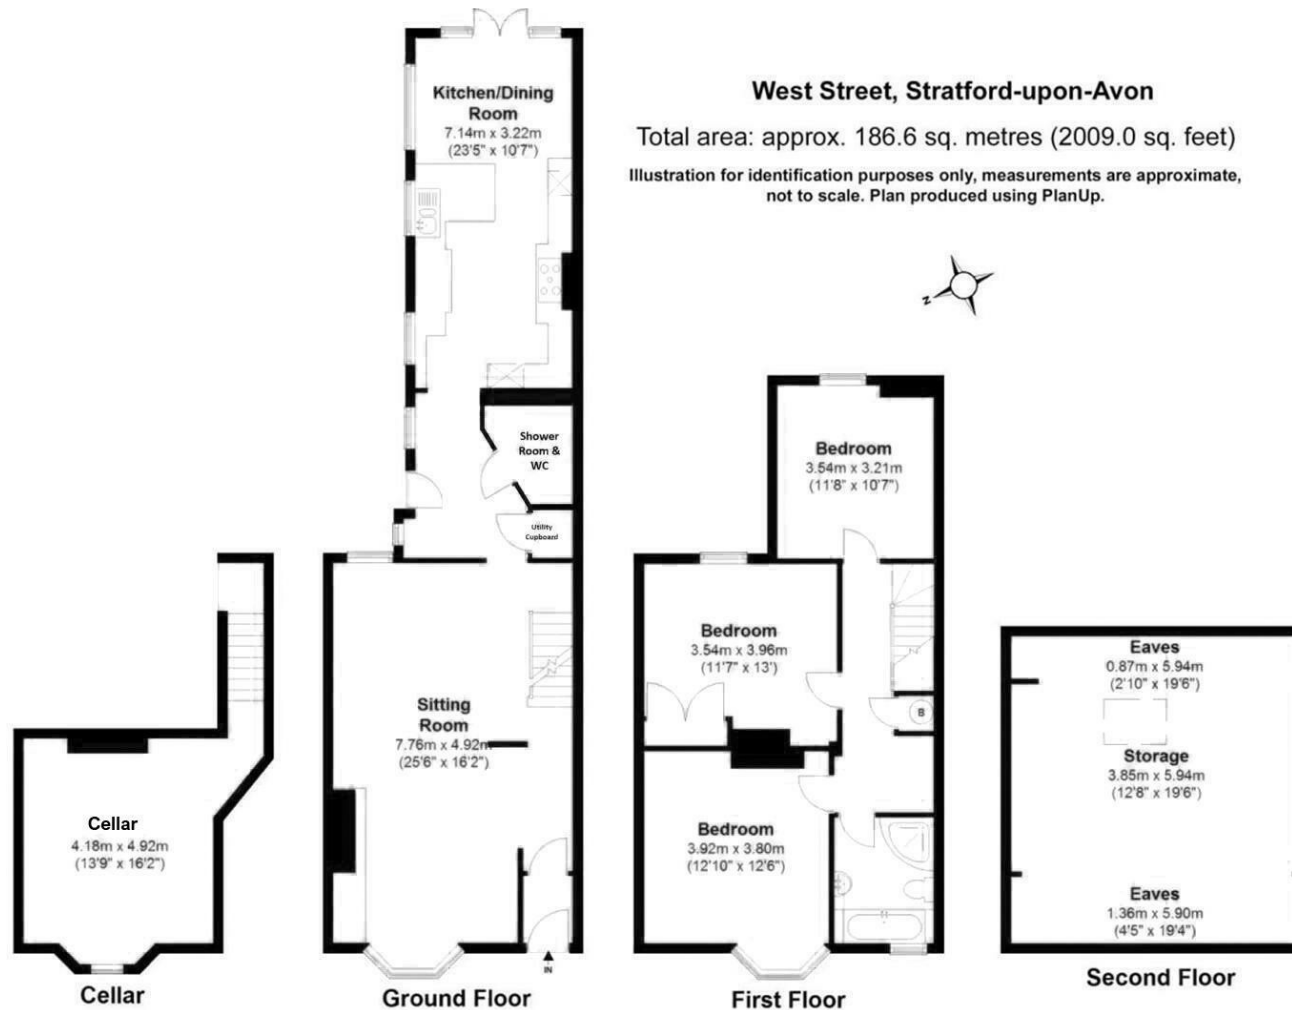 West Street, Stratford-upon-Avon
Total area: approx. 186.6 sq. metres (2009.0 sq. feet)
Illustration for identification purposes only, measurements are approximate,
not to scale. Plan produced using PlanUp.
N
Kitchen/Dining
Room
7.14m x 3.22m
(23'5" x 10'7")
Shower
Room &
WC
Utility
Cupboard
Sitting
Room
7.76m x 4.92m
(25'6" x 16'2")
IN
Ground Floor
Cellar
4.18m x 4.92m
(13'9" x 16'2")
Cellar
Bedroom
3.54m x 3.21m
(11'8" x 10'7")
Bedroom
3.54m x 3.96m
(11'7" x 13')
B
Bedroom
3.92m x 3.80m
(12'10" x 12'6")
First Floor
Eaves
0.87m x 5.94m
(2'10" x 19'6")
Storage
3.85m x 5.94m
(12'8" x 19'6")
Eaves
1.36m x 5.90m
(4'5" x 19'4")
Second Floor